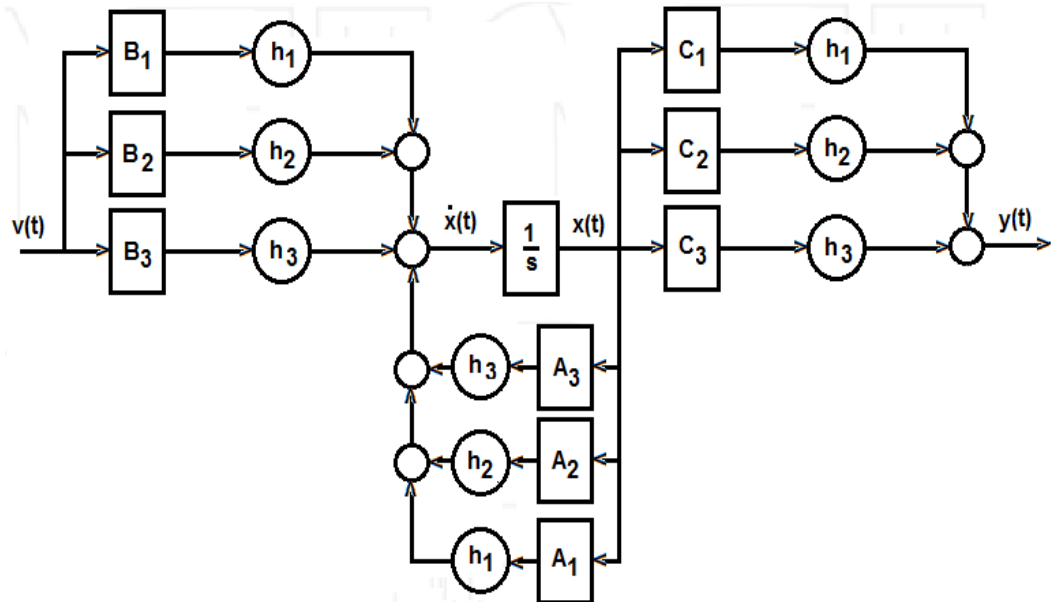 B1 h1 C1 h1
B2 h2 C2 h2
v(t) ẋ(t) x(t) y(t)
B3 h3 1/s C3 h3
h3 A3
h2 A2
h1 A1